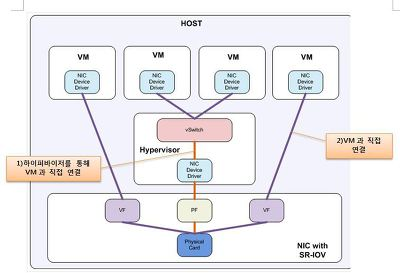 HOST
VM
VM
VM
VM
NIC
Device
Driver
NIC
Device
Driver
NIC
Device
Driver
NIC
Device
Driver
vSwitch
Hypervisor
1)하이퍼바이저를 통해
VM 과 직접 연결
2)VM 과 직접
연결
NIC
Device
Driver
VF
PF
VF
Physical
Card
NIC with
SR-IOV